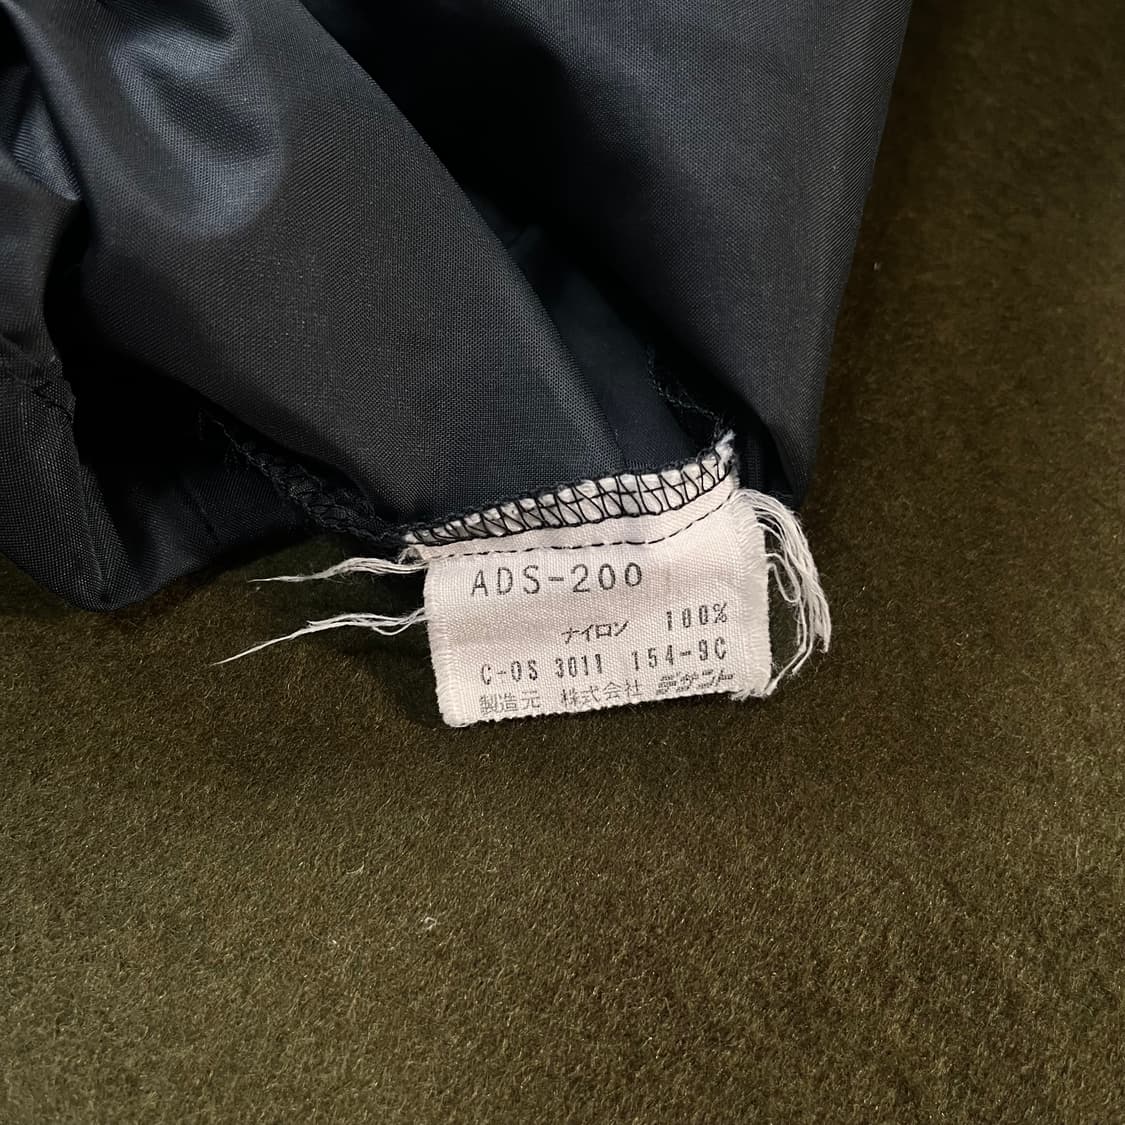 ADS-200
ナイロン 100%
C-OS 3011 154-9C
製造元 株式会社 デサント